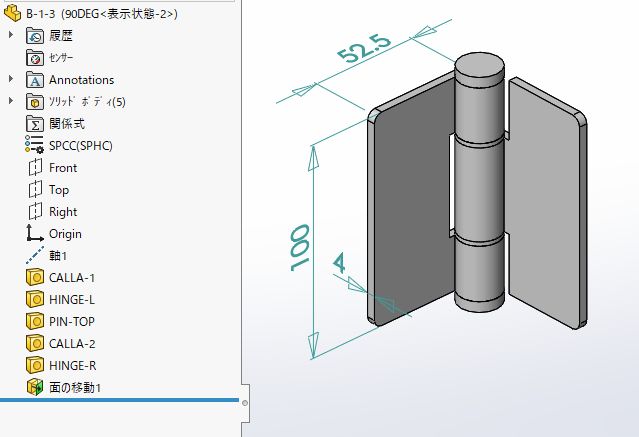 B-1-3 (90DEG<表示状態-2>)
履歴
ｾﾝｻｰ
Annotations
ｿﾘｯﾄﾞ ﾎﾞﾃﾞｨ(5)
関係式
SPCC(SPHC)
Front
Top
Right
Origin
軸1
CALLA-1
HINGE-L
PIN-TOP
CALLA-2
HINGE-R
面の移動1
52.5
100
4